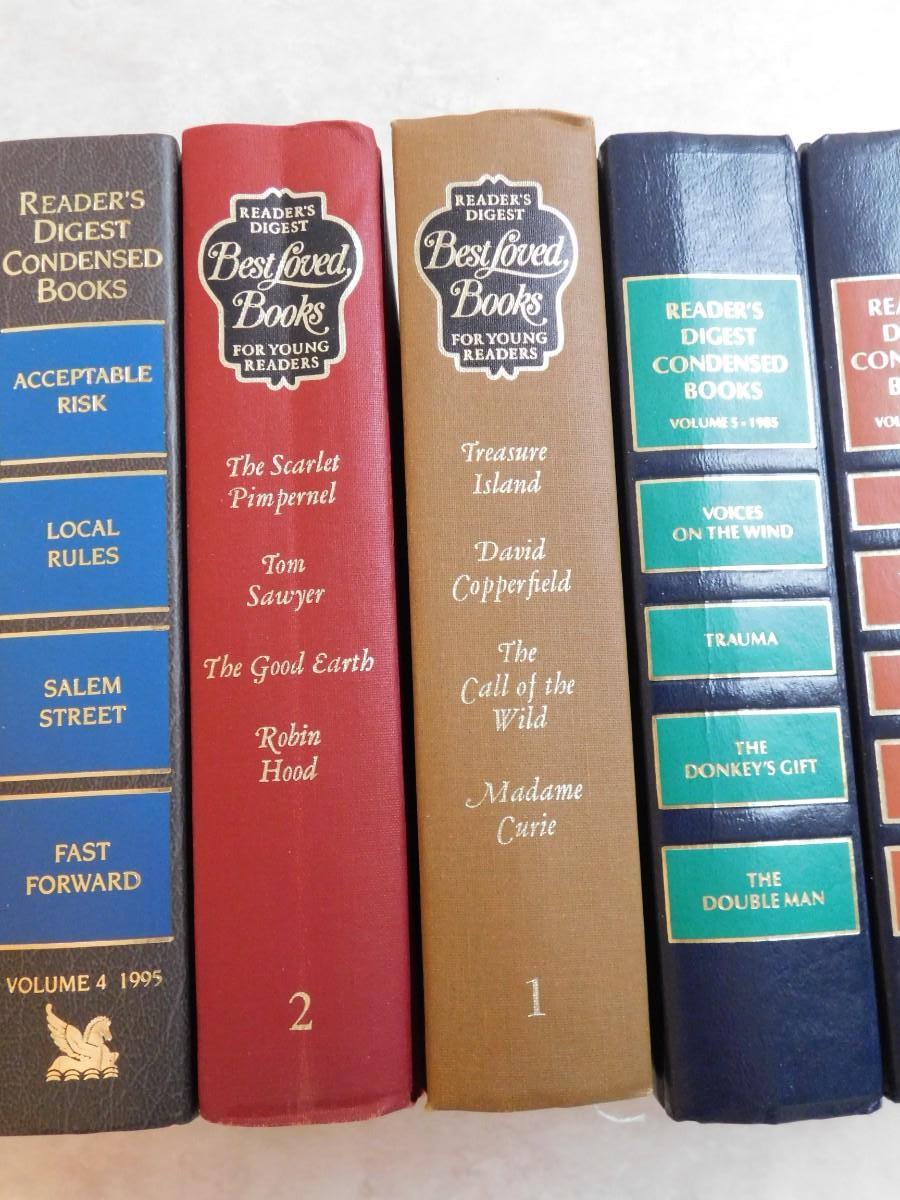 READER'S
DIGEST
CONDENSED
BOOKS
ACCEPTABLE
RISK
LOCAL
RULES
SALEM
STREET
FAST
FORWARD
VOLUME 4 1995
READER'S
DIGEST
Best Loved
Books
FOR YOUNG
READERS
The Scarlet
Pimpernel
Tom
Sawyer
The Good Earth
Robin
Hood
2
READER'S
DIGEST
Best Loved
Books
FOR YOUNG
READERS
Treasure
Island
David
Copperfield
The
Call of the
Wild
Madame
Curie
1
READER'S
DIGEST
CONDENSED
BOOKS
VOLUME 5 · 1985
VOICES
ON THE WIND
TRAUMA
THE
DONKEY'S GIFT
THE
DOUBLE MAN